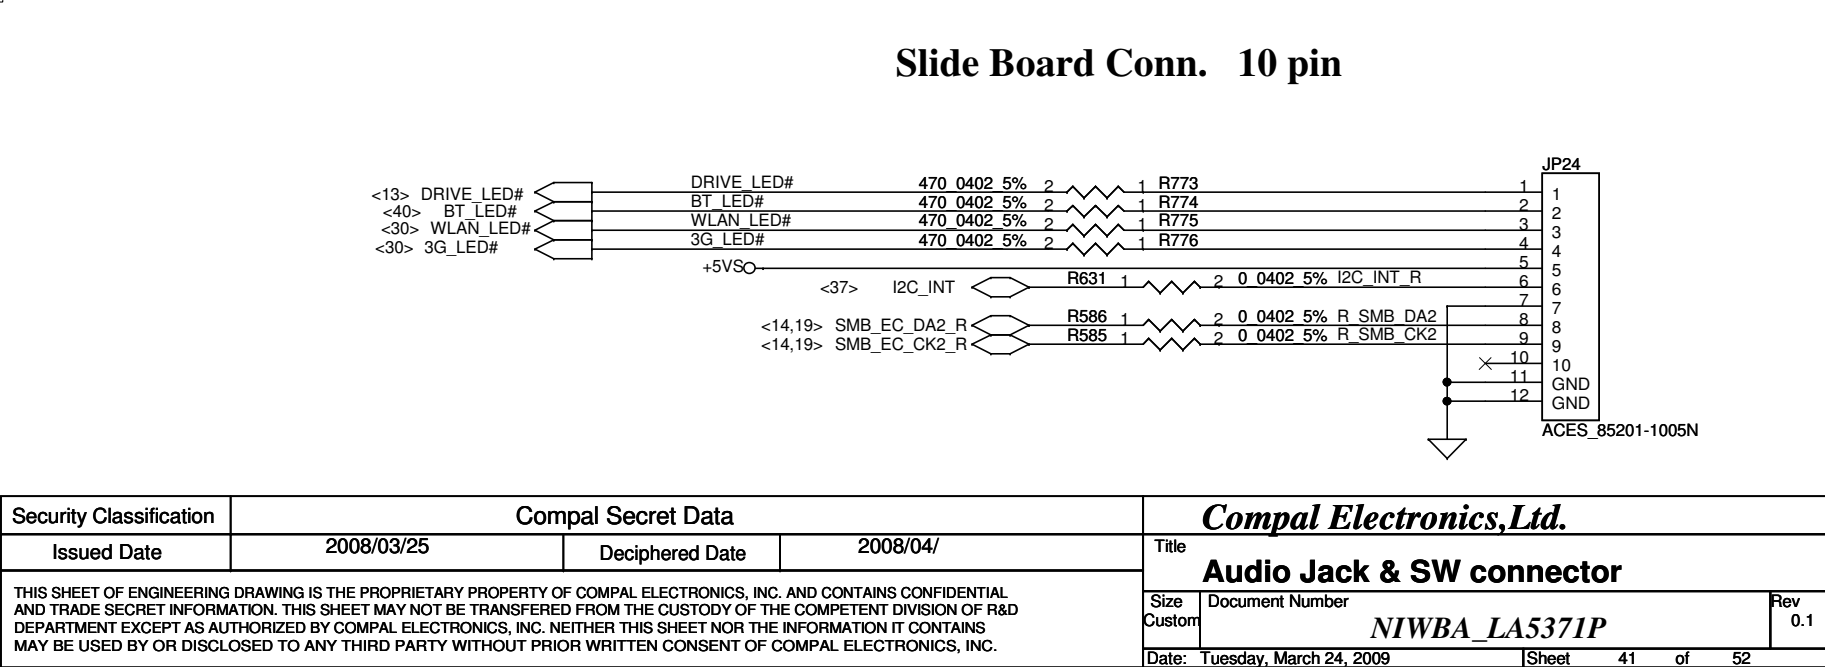 Slide Board Conn. 10 pin
JP24
<13> DRIVE_LED# DRIVE_LED# 470_0402_5% 2 1 R773 1 1
<40> BT_LED# BT_LED# 470_0402_5% 2 1 R774 2 2
<30> WLAN_LED# WLAN_LED# 470_0402_5% 2 1 R775 3 3
<30> 3G_LED# 3G_LED# 470_0402_5% 2 1 R776 4 4
+5VS 5 5
<37> I2C_INT R631 1 2 0_0402_5% I2C_INT_R 6 6
7 7
<14,19> SMB_EC_DA2_R R586 1 2 0_0402_5% R_SMB_DA2 8 8
<14,19> SMB_EC_CK2_R R585 1 2 0_0402_5% R_SMB_CK2 9 9
10 10
11 GND
12 GND
ACES_85201-1005N
Security Classification Compal Secret Data
Issued Date 2008/03/25 Deciphered Date 2008/04/
THIS SHEET OF ENGINEERING DRAWING IS THE PROPRIETARY PROPERTY OF COMPAL ELECTRONICS, INC. AND CONTAINS CONFIDENTIAL
AND TRADE SECRET INFORMATION. THIS SHEET MAY NOT BE TRANSFERED FROM THE CUSTODY OF THE COMPETENT DIVISION OF R&D
DEPARTMENT EXCEPT AS AUTHORIZED BY COMPAL ELECTRONICS, INC. NEITHER THIS SHEET NOR THE INFORMATION IT CONTAINS
MAY BE USED BY OR DISCLOSED TO ANY THIRD PARTY WITHOUT PRIOR WRITTEN CONSENT OF COMPAL ELECTRONICS, INC.
Compal Electronics,Ltd.
Title
Audio Jack & SW connector
Size Document Number Rev
Custom NIWBA_LA5371P 0.1
Date: Tuesday, March 24, 2009 Sheet 41 of 52